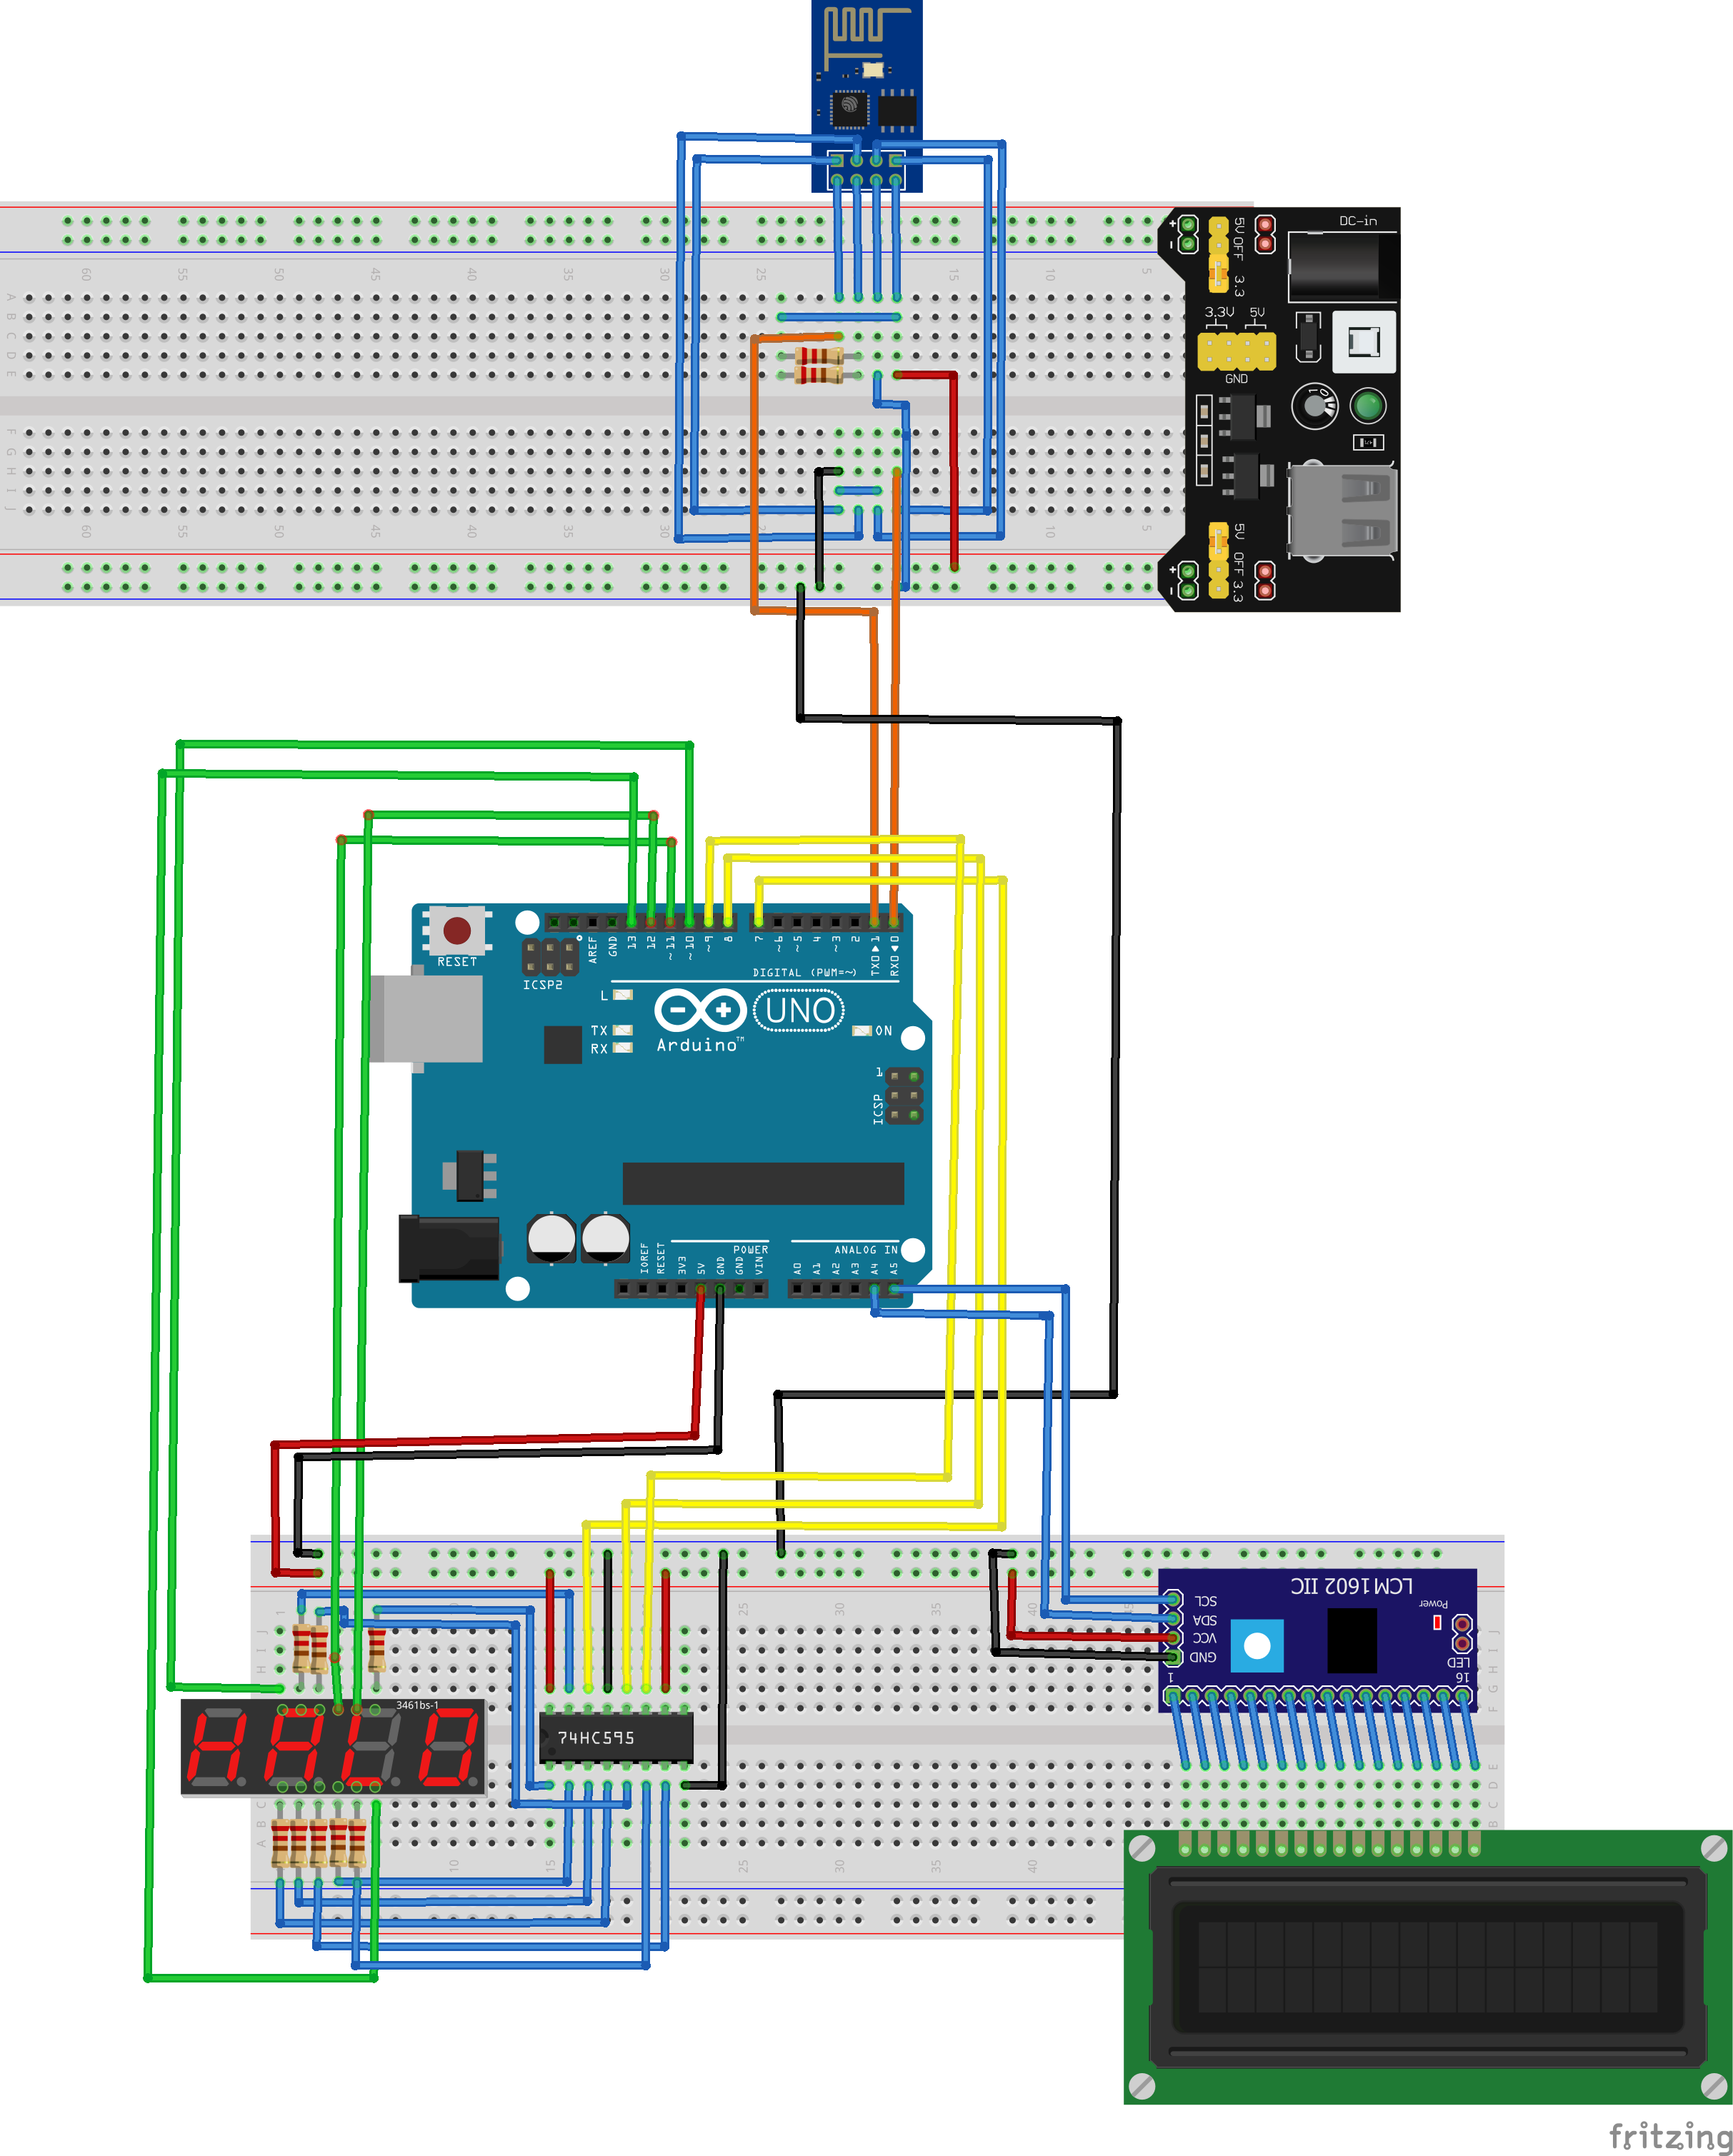 DC-in
+
-
5V
OFF
3.3
60
55
50
45
40
35
30
25
15
10
5
A
B
C
D
E
3.3V 5V
GND
F
G
H
I
J
60
55
50
45
40
35
30
10
5
5V
OFF
3.3
+
-
RESET
ICSP2
AREF
GND
13
12
~11
~10
~9
8
7
~6
~5
4
~3
2
TX0▶1
RX0◀0
DIGITAL (PWM=~)
L
TX
RX
UNO
Arduino™
ON
1
ICSP
POWER
ANALOG IN
IOREF
RESET
3V3
5V
GND
GND
VIN
A0
A1
A2
A3
A4
A5
LCM1602 IIC
Power
SCL
SDA
VCC
GND
LED
1
16
1
25
30
35
40
J
I
H
J
I
H
G
F
3461bs-1
74HC595
E
D
C
B
C
B
A
10
15
25
30
35
40
fritzing